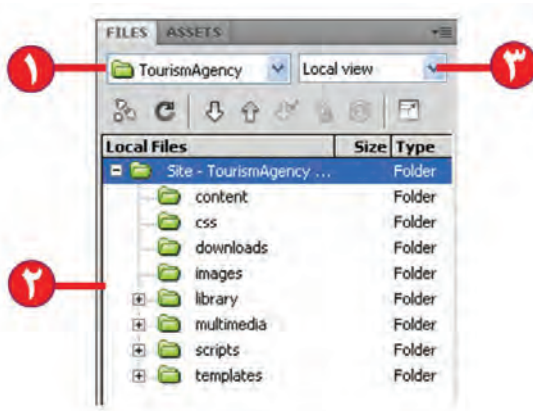 FILES ASSETS
۱ TourismAgency Local view ۳
Local Files Size Type
Site - TourismAgency ... Folder
content Folder
css Folder
downloads Folder
images Folder
۲ library Folder
multimedia Folder
scripts Folder
templates Folder